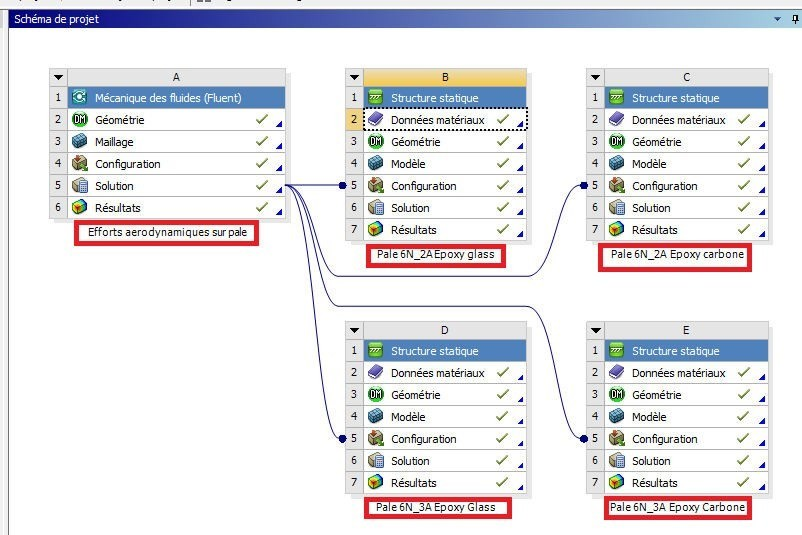 Schéma de projet
A
1 Mécanique des fluides (Fluent)
2 Géométrie
3 Maillage
4 Configuration
5 Solution
6 Résultats
Efforts aerodynamiques sur pale
B
1 Structure statique
2 Données matériaux
3 Géométrie
4 Modèle
5 Configuration
6 Solution
7 Résultats
Pale 6N_2A Epoxy glass
C
1 Structure statique
2 Données matériaux
3 Géométrie
4 Modèle
5 Configuration
6 Solution
7 Résultats
Pale 6N_2A Epoxy carbone
D
1 Structure statique
2 Données matériaux
3 Géométrie
4 Modèle
5 Configuration
6 Solution
7 Résultats
Pale 6N_3A Epoxy Glass
E
1 Structure statique
2 Données matériaux
3 Géométrie
4 Modèle
5 Configuration
6 Solution
7 Résultats
Pale 6N_3A Epoxy Carbone